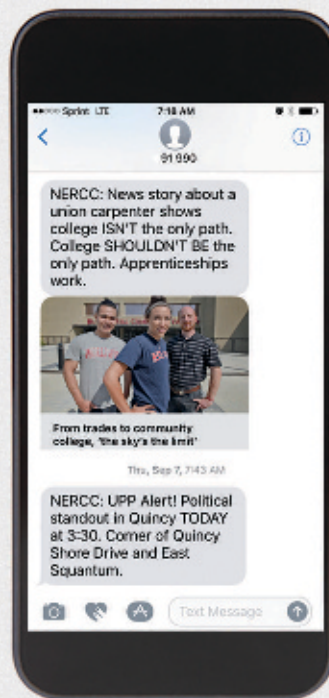 Sprint LTE 7:18 AM
91 990
NERCC: News story about a
union carpenter shows
college ISN'T the only path.
College SHOULDN'T BE the
only path. Apprenticeships
work.
From trades to community
college, 'the sky's the limit'
Thu, Sep 7, 7:43 AM
NERCC: UPP Alert! Political
standout in Quincy TODAY
at 3:30. Corner of Quincy
Shore Drive and East
Squantum.
Text Message